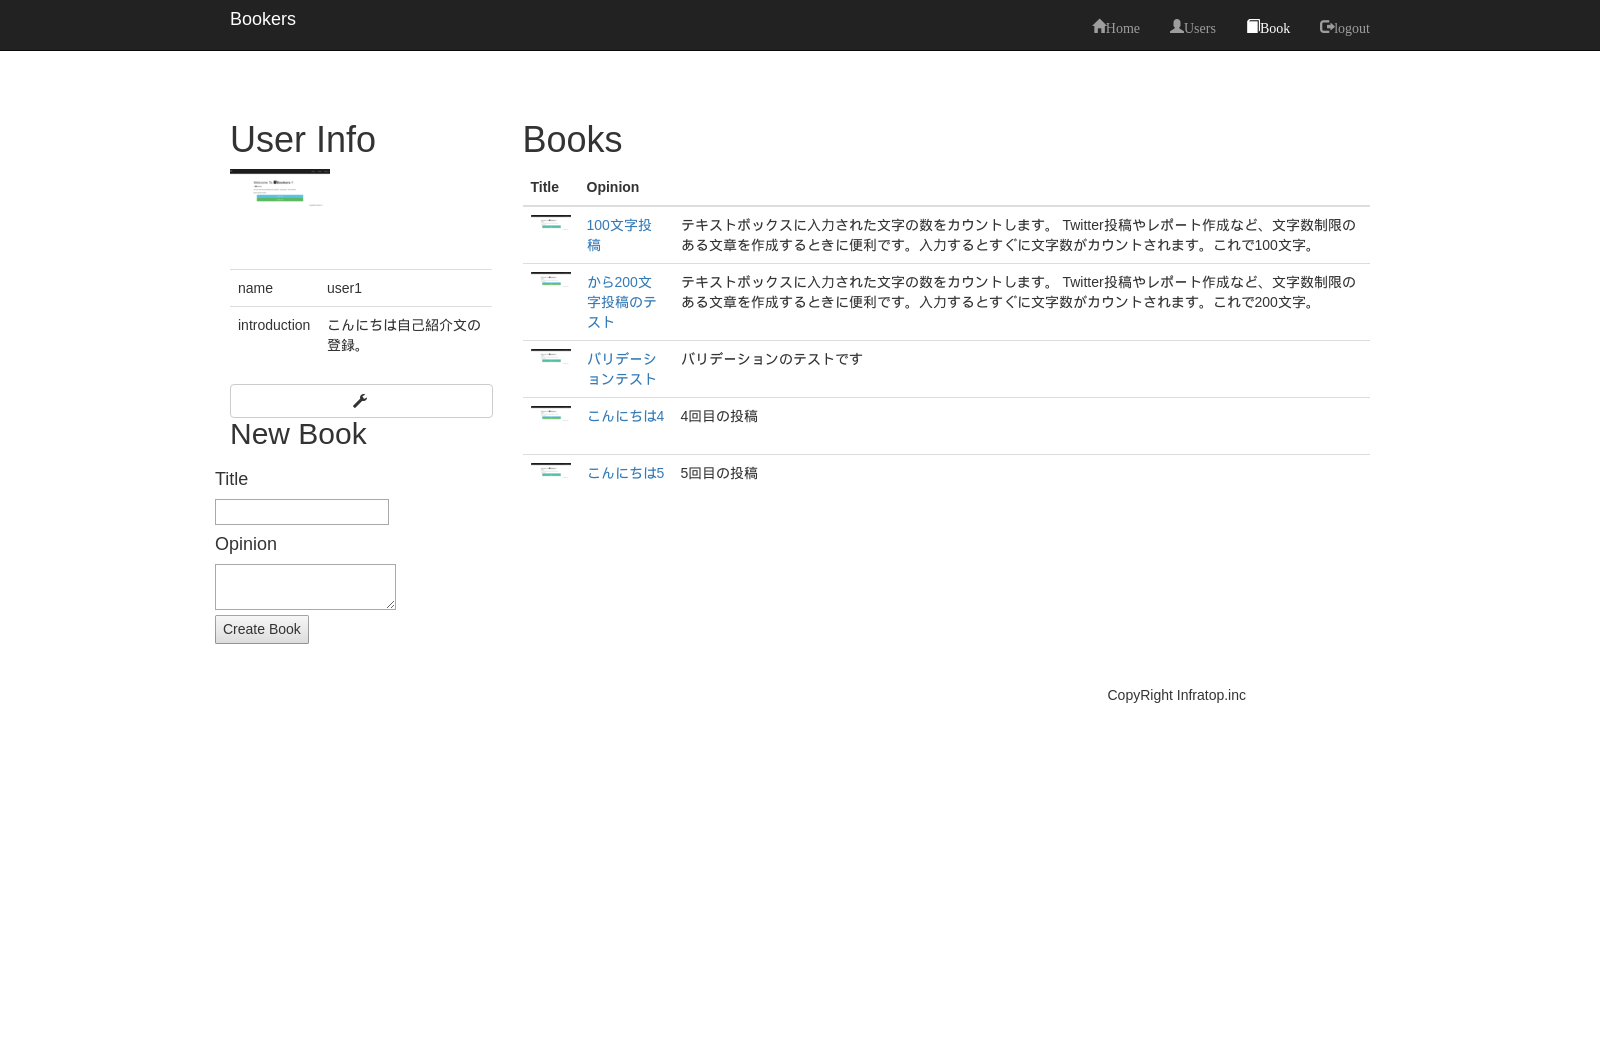 Bookers
Home Users Book logout
User Info
name user1
introduction こんにちは自己紹介文の
登録。
New Book
Title
Opinion
Create Book
Books
Title Opinion
100文字投稿 テキストボックスに入力された文字の数をカウントします。 Twitter投稿やレポート作成など、文字数制限の
ある文章を作成するときに便利です。入力するとすぐに文字数がカウントされます。これで100文字。
から200文字投稿のテスト テキストボックスに入力された文字の数をカウントします。 Twitter投稿やレポート作成など、文字数制限の
ある文章を作成するときに便利です。入力するとすぐに文字数がカウントされます。これで200文字。
バリデーションテスト バリデーションのテストです
こんにちは4 4回目の投稿
こんにちは5 5回目の投稿
CopyRight Infratop.inc